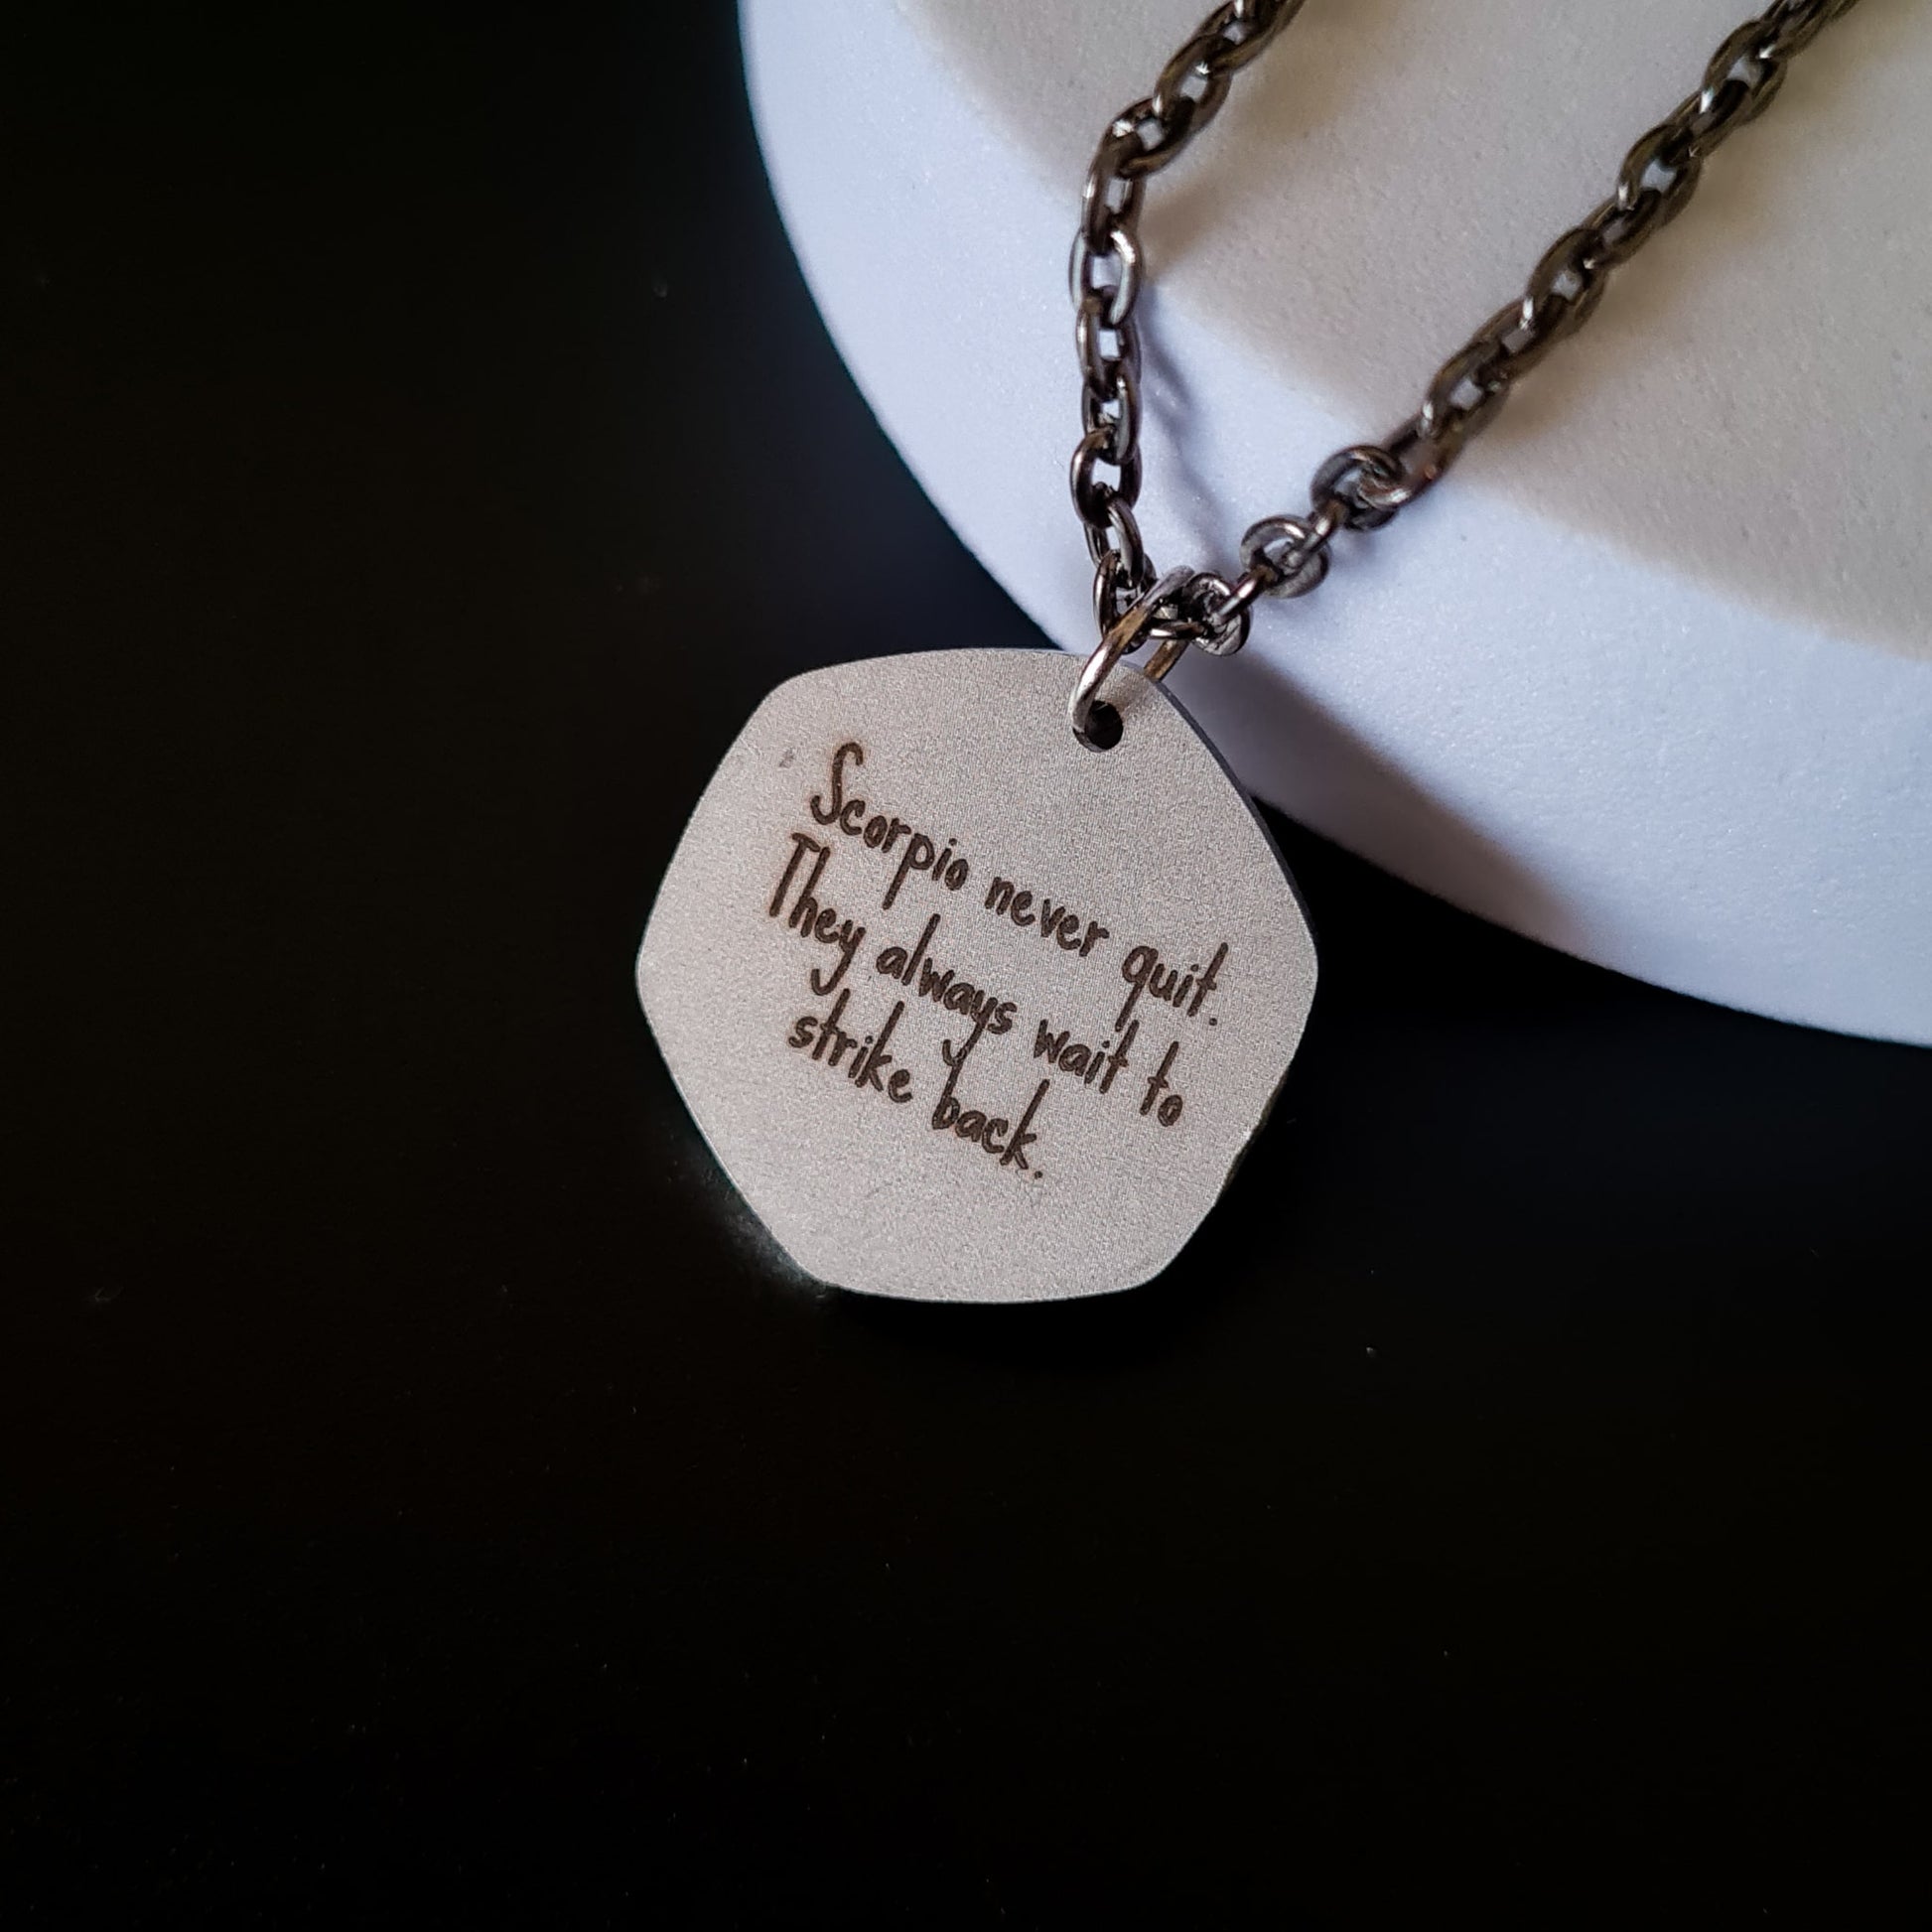 Scorpio never quit.
They always wait to
strike back.